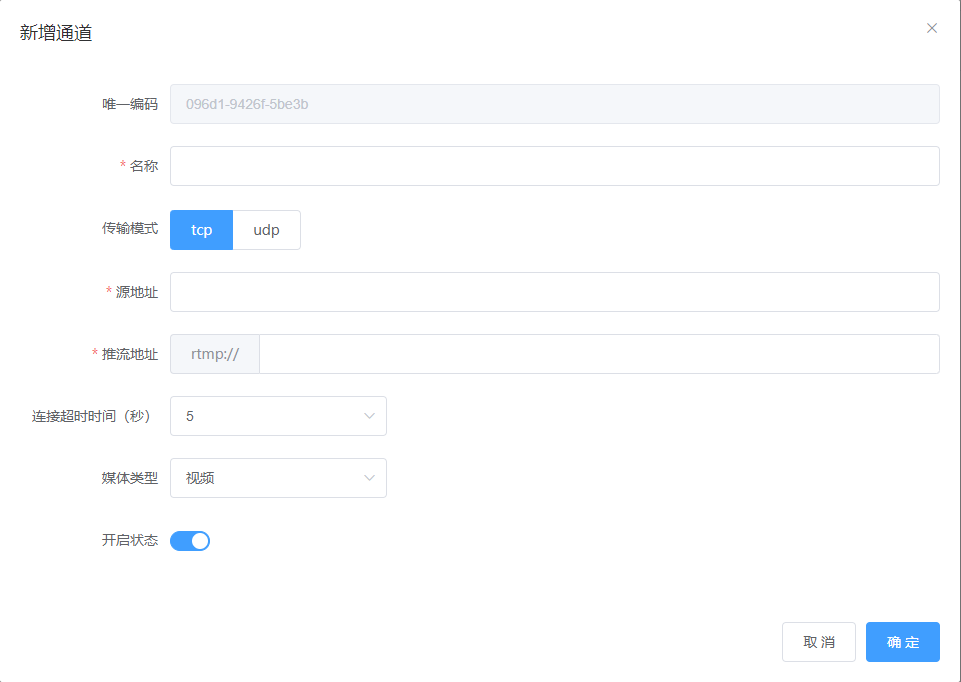 新增通道
唯一编码 096d1-9426f-5be3b
* 名称
传输模式 tcp udp
* 源地址
* 推流地址 rtmp://
连接超时时间（秒） 5
媒体类型 视频
开启状态
取 消 确 定